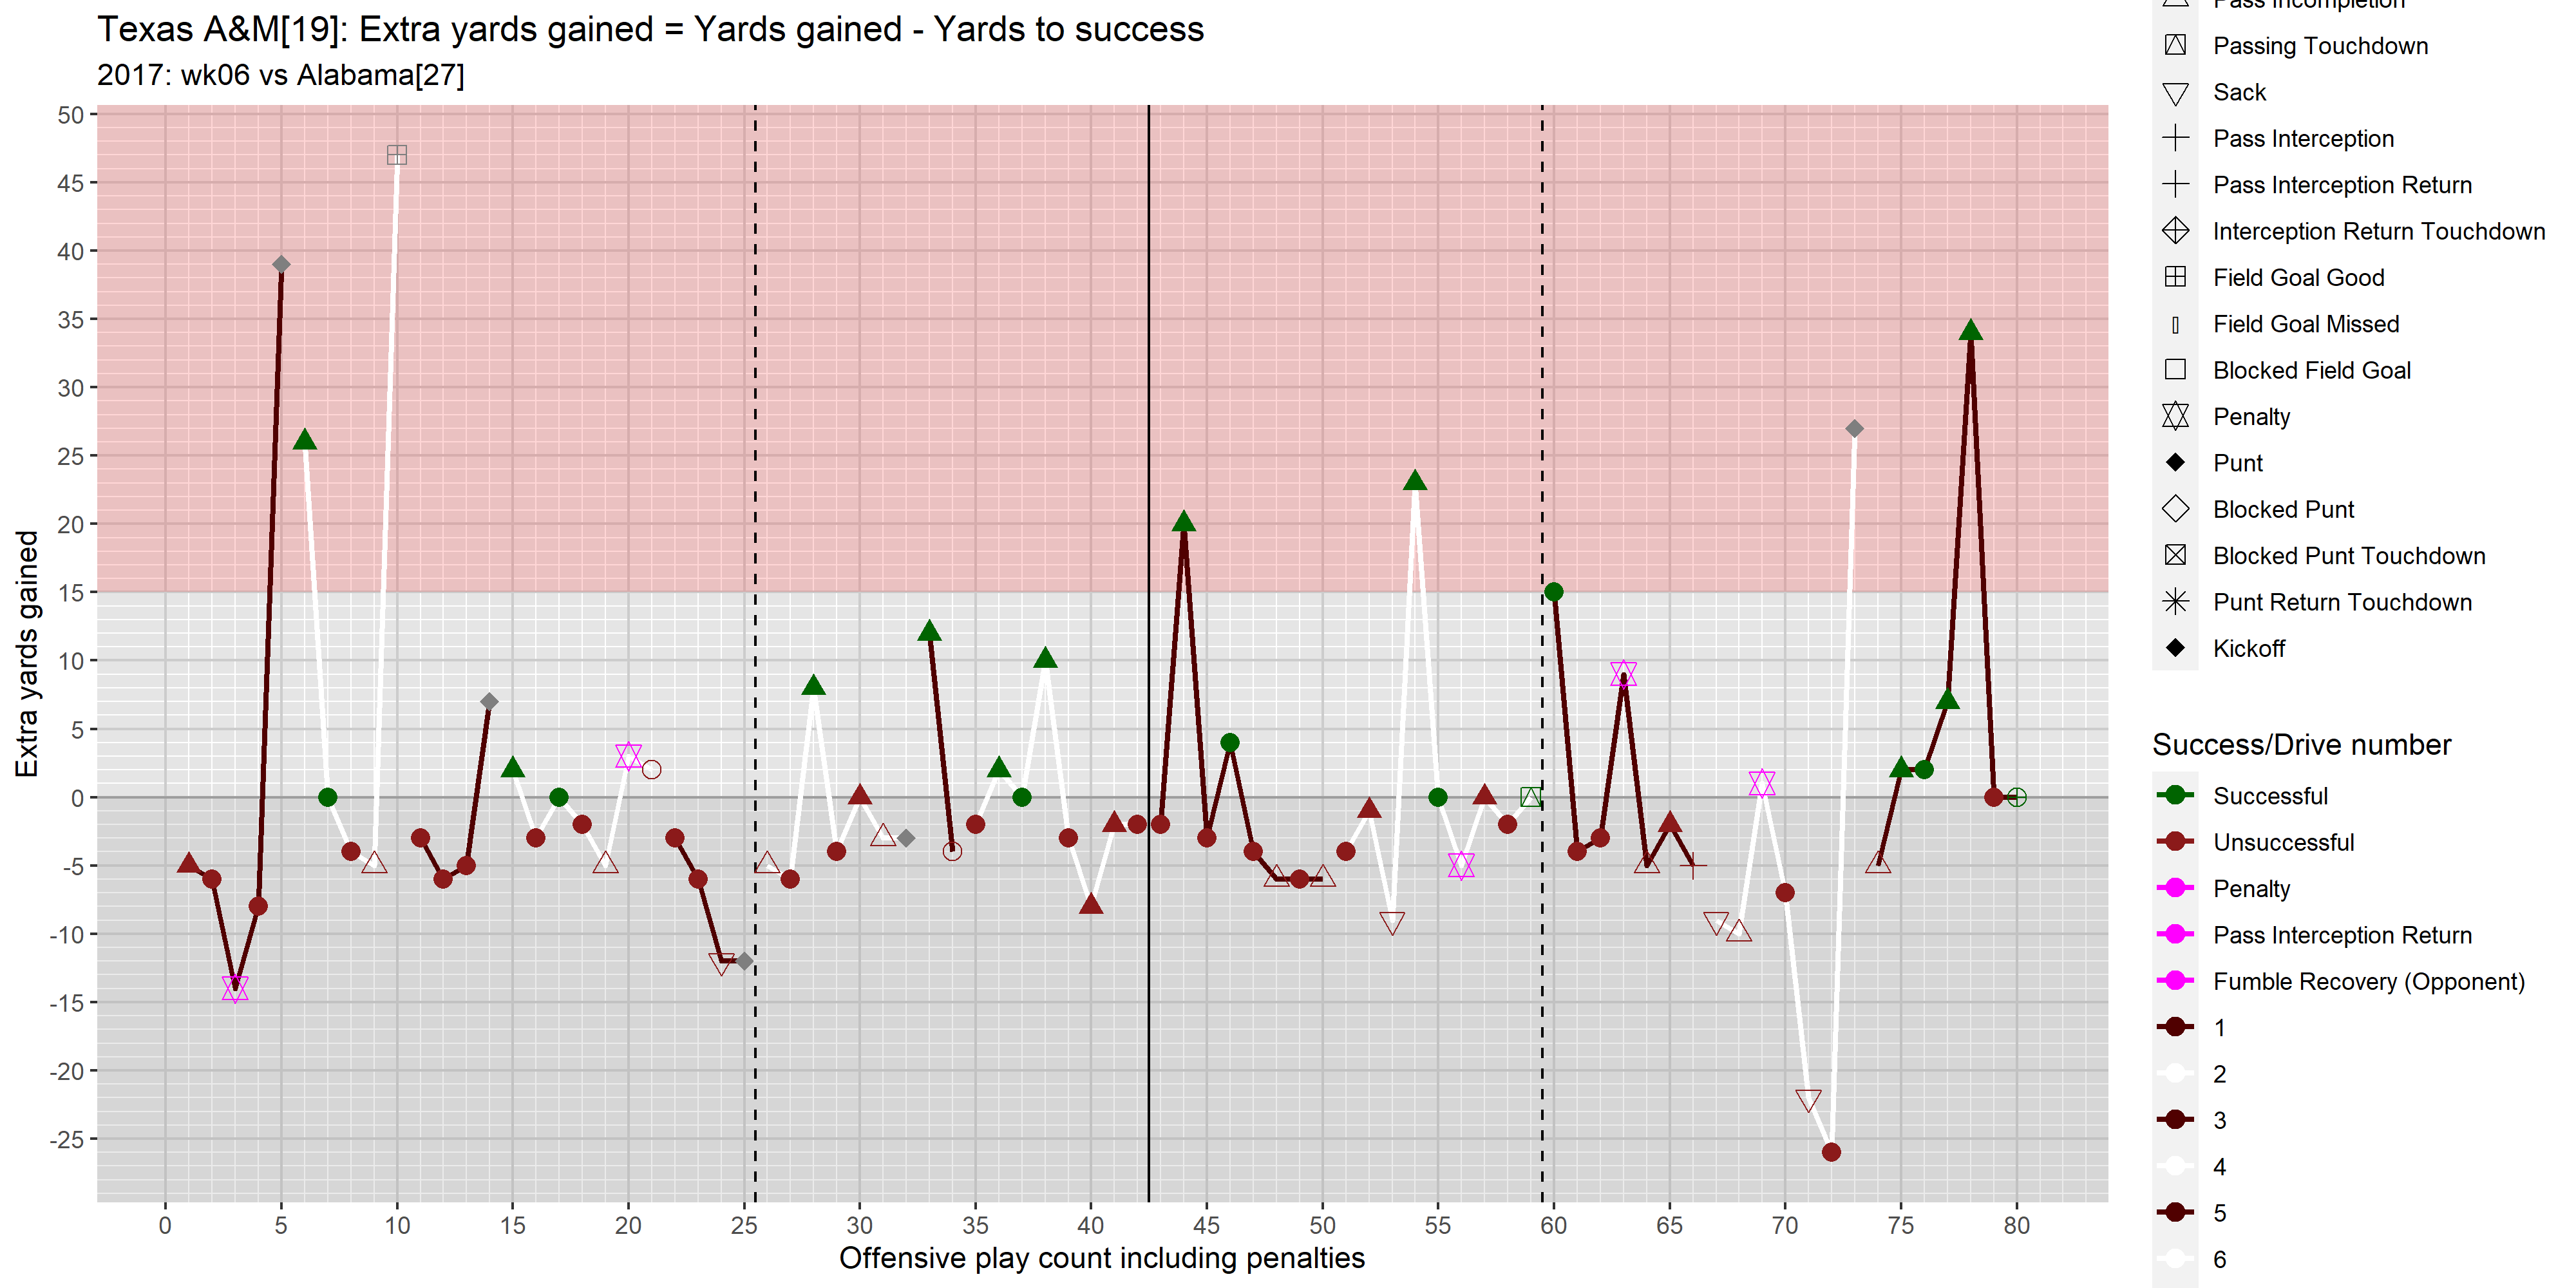 Texas A&M[19]: Extra yards gained = Yards gained - Yards to success
2017: wk06 vs Alabama[27]
Extra yards gained
50
45
40
35
30
25
20
15
10
5
0
-5
-10
-15
-20
-25
0 5 10 15 20 25 30 35 40 45 50 55 60 65 70 75 80
Offensive play count including penalties
Pass Incompletion
Passing Touchdown
Sack
Pass Interception
Pass Interception Return
Interception Return Touchdown
Field Goal Good
Field Goal Missed
Blocked Field Goal
Penalty
Punt
Blocked Punt
Blocked Punt Touchdown
Punt Return Touchdown
Kickoff
Success/Drive number
Successful
Unsuccessful
Penalty
Pass Interception Return
Fumble Recovery (Opponent)
1
2
3
4
5
6